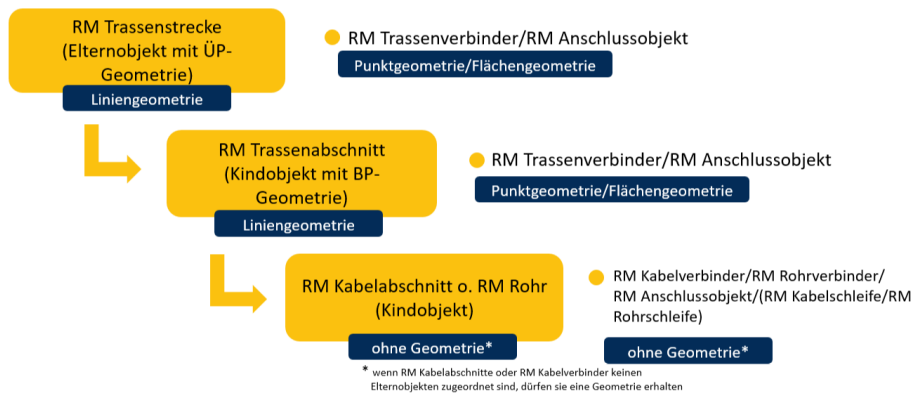 RM Trassenstrecke
(Elternobjekt mit ÜP-
Geometrie)
Liniengeometrie
RM Trassenverbinder/RM Anschlussobjekt
Punktgeometrie/Flächengeometrie
RM Trassenabschnitt
(Kindobjekt mit BP-
Geometrie)
Liniengeometrie
RM Trassenverbinder/RM Anschlussobjekt
Punktgeometrie/Flächengeometrie
RM Kabelabschnitt o. RM Rohr
(Kindobjekt)
ohne Geometrie*
RM Kabelverbinder/RM Rohrverbinder/
RM Anschlussobjekt/(RM Kabelschleife/RM
Rohrschleife)
ohne Geometrie*
* wenn RM Kabelabschnitte oder RM Kabelverbinder keinen
Elternobjekten zugeordnet sind, dürfen sie eine Geometrie erhalten